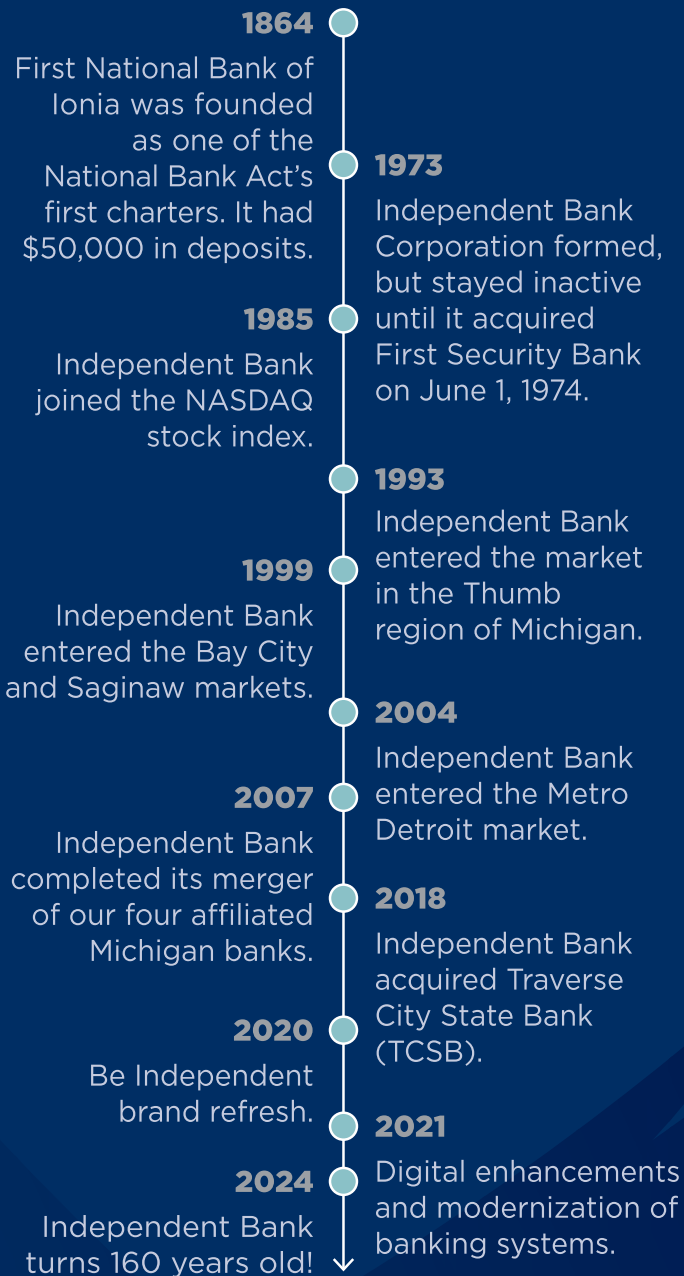 1864
First National Bank of
Ionia was founded
as one of the
National Bank Act's
first charters. It had
$50,000 in deposits.
1973
Independent Bank
Corporation formed,
but stayed inactive
until it acquired
First Security Bank
on June 1, 1974.
1985
Independent Bank
joined the NASDAQ
stock index.
1993
Independent Bank
entered the market
in the Thumb
region of Michigan.
1999
Independent Bank
entered the Bay City
and Saginaw markets.
2004
Independent Bank
entered the Metro
Detroit market.
2007
Independent Bank
completed its merger
of our four affiliated
Michigan banks.
2018
Independent Bank
acquired Traverse
City State Bank
(TCSB).
2020
Be Independent
brand refresh.
2021
Digital enhancements
and modernization of
banking systems.
2024
Independent Bank
turns 160 years old!